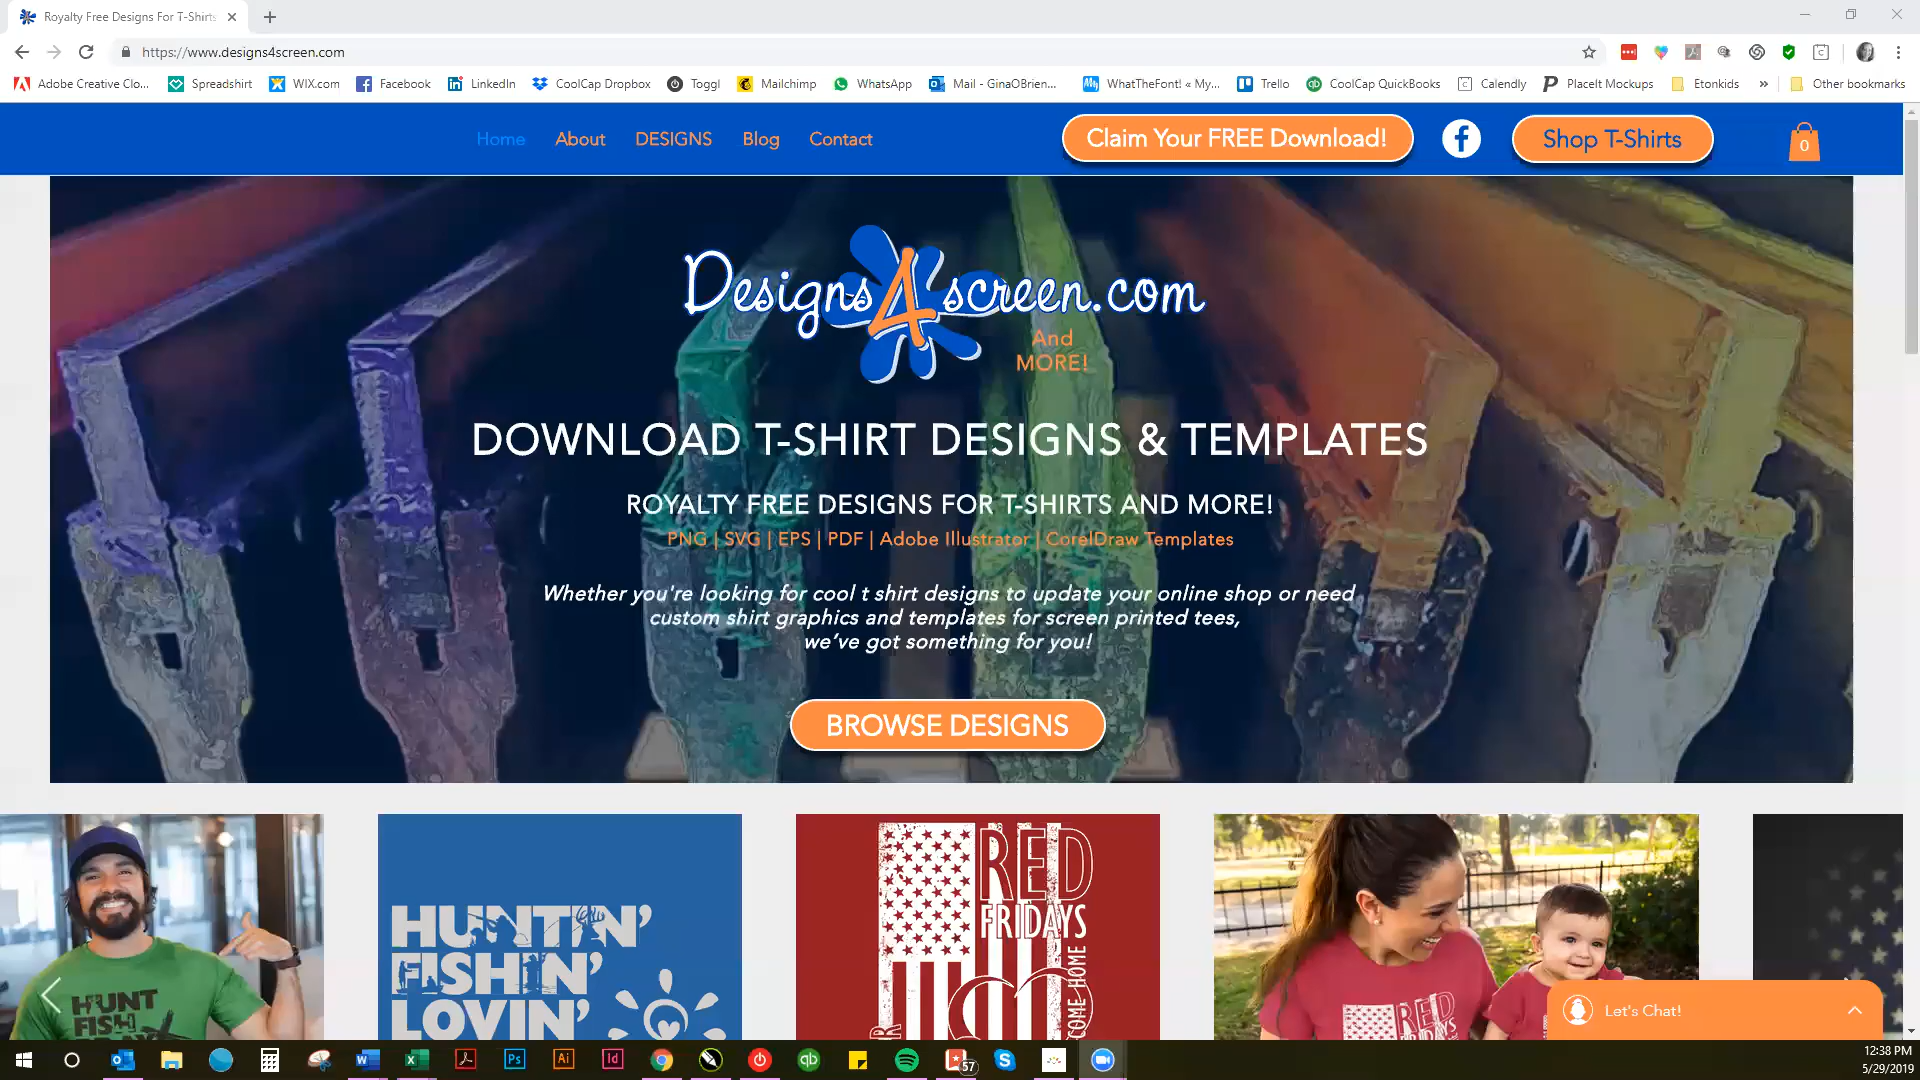 Royalty Free Designs For T-Shirts
https://www.designs4screen.com
Adobe Creative Clo...
Spreadshirt
WIX.com
Facebook
LinkedIn
CoolCap Dropbox
Toggl
Mailchimp
WhatsApp
Mail - GinaOBrien...
WhatTheFont! « My...
Trello
CoolCap QuickBooks
Calendly
PlaceIt Mockups
Etonkids
»
Other bookmarks
Home
About
DESIGNS
Blog
Contact
Claim Your FREE Download!
Shop T-Shirts
0
Designs4screen.com
And
MORE!
DOWNLOAD T-SHIRT DESIGNS & TEMPLATES
ROYALTY FREE DESIGNS FOR T-SHIRTS AND MORE!
PNG | SVG | EPS | PDF | Adobe Illustrator | CorelDraw Templates
Whether you're looking for cool t shirt designs to update your online shop or need
custom shirt graphics and templates for screen printed tees,
we've got something for you!
BROWSE DESIGNS
HUNT
FISH
HUNTIN'
FISHIN'
LOVIN'
RED
FRIDAYS
COME HOME
RED
FRIDAYS
Let's Chat!
57
12:38 PM
5/29/2019